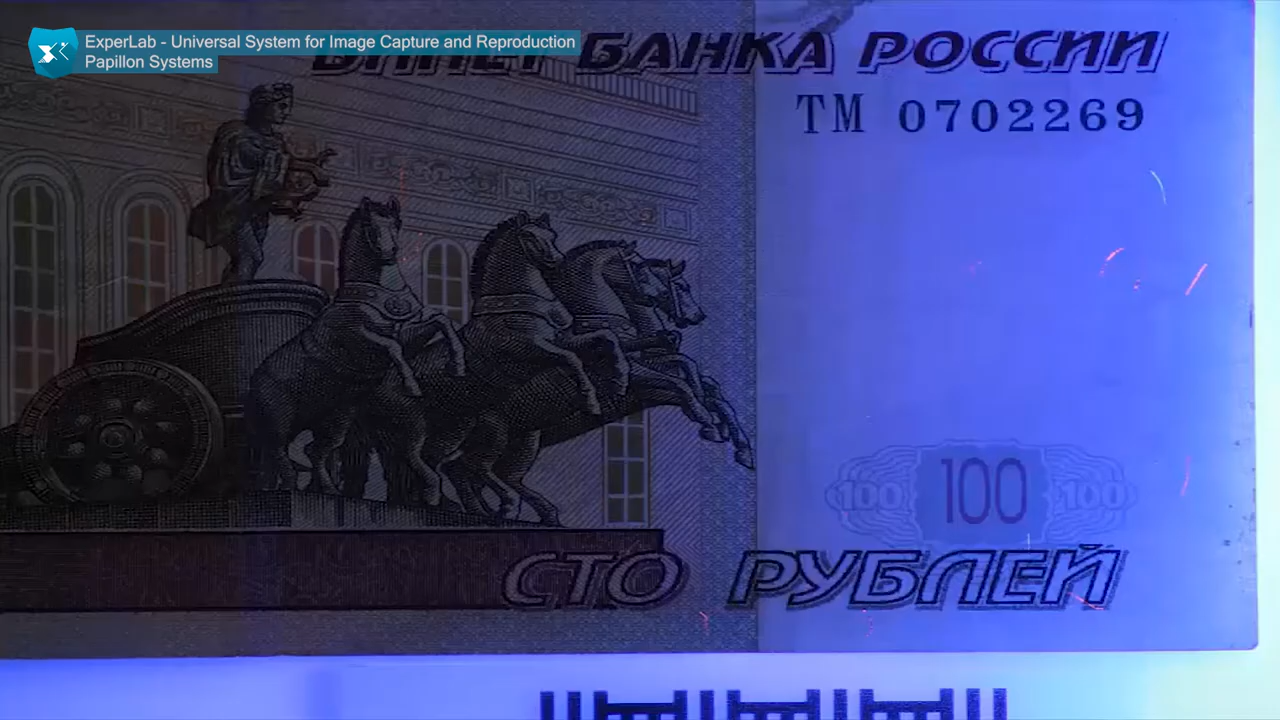 ExperLab - Universal System for Image Capture and Reproduction
Papillon Systems
БИЛЕТ БАНКА РОССИИ
ТМ 0702269
100 100 100
СТО РУБЛЕЙ